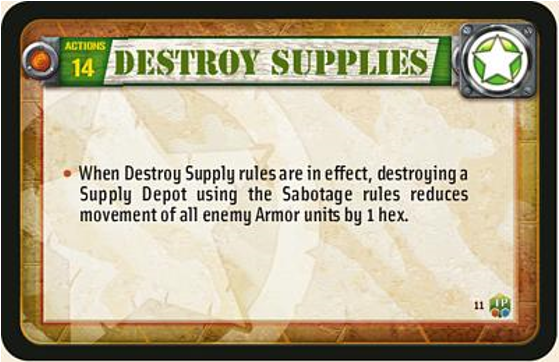 ACTIONS
14
DESTROY SUPPLIES
• When Destroy Supply rules are in effect, destroying a
Supply Depot using the Sabotage rules reduces
movement of all enemy Armor units by 1 hex.
11